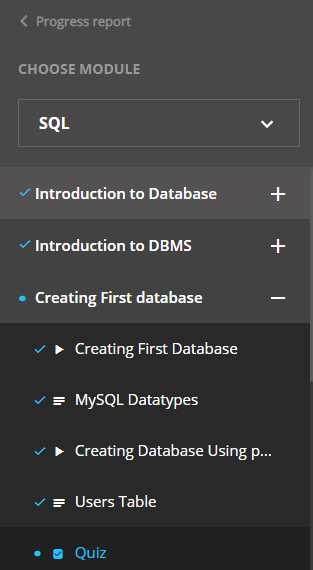 Progress report
CHOOSE MODULE
SQL
Introduction to Database
Introduction to DBMS
Creating First database
Creating First Database
MySQL Datatypes
Creating Database Using p...
Users Table
Quiz